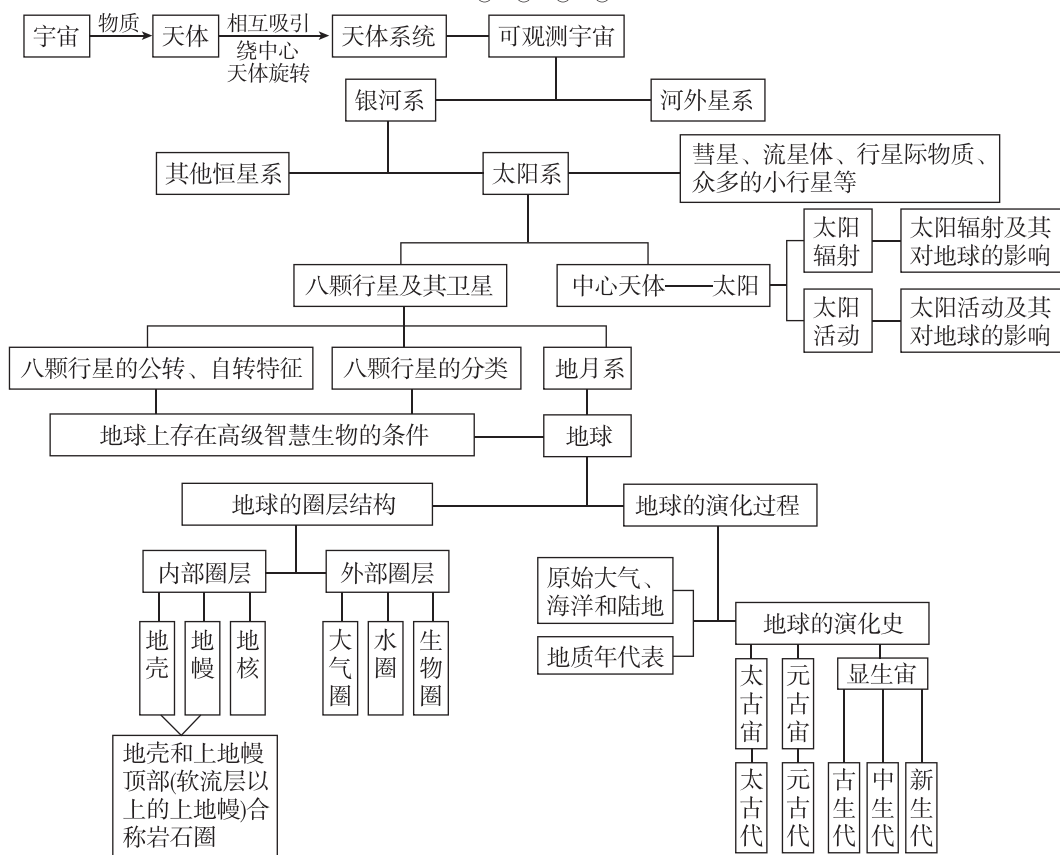 宇宙
物质
天体
相互吸引
绕中心
天体旋转
天体系统
可观测宇宙
银河系
河外星系
其他恒星系
太阳系
彗星、流星体、行星际物质、
众多的小行星等
八颗行星及其卫星
中心天体——太阳
太阳
辐射
太阳辐射及其
对地球的影响
太阳
活动
太阳活动及其
对地球的影响
八颗行星的公转、自转特征
八颗行星的分类
地月系
地球上存在高级智慧生物的条件
地球
地球的圈层结构
地球的演化过程
内部圈层
外部圈层
地壳
地幔
地核
大气圈
水圈
生物圈
地壳和上地幔
顶部(软流层以
上的上地幔)合
称岩石圈
原始大气、
海洋和陆地
地质年代表
地球的演化史
太古宙
元古宙
显生宙
太古代
元古代
古生代
中生代
新生代